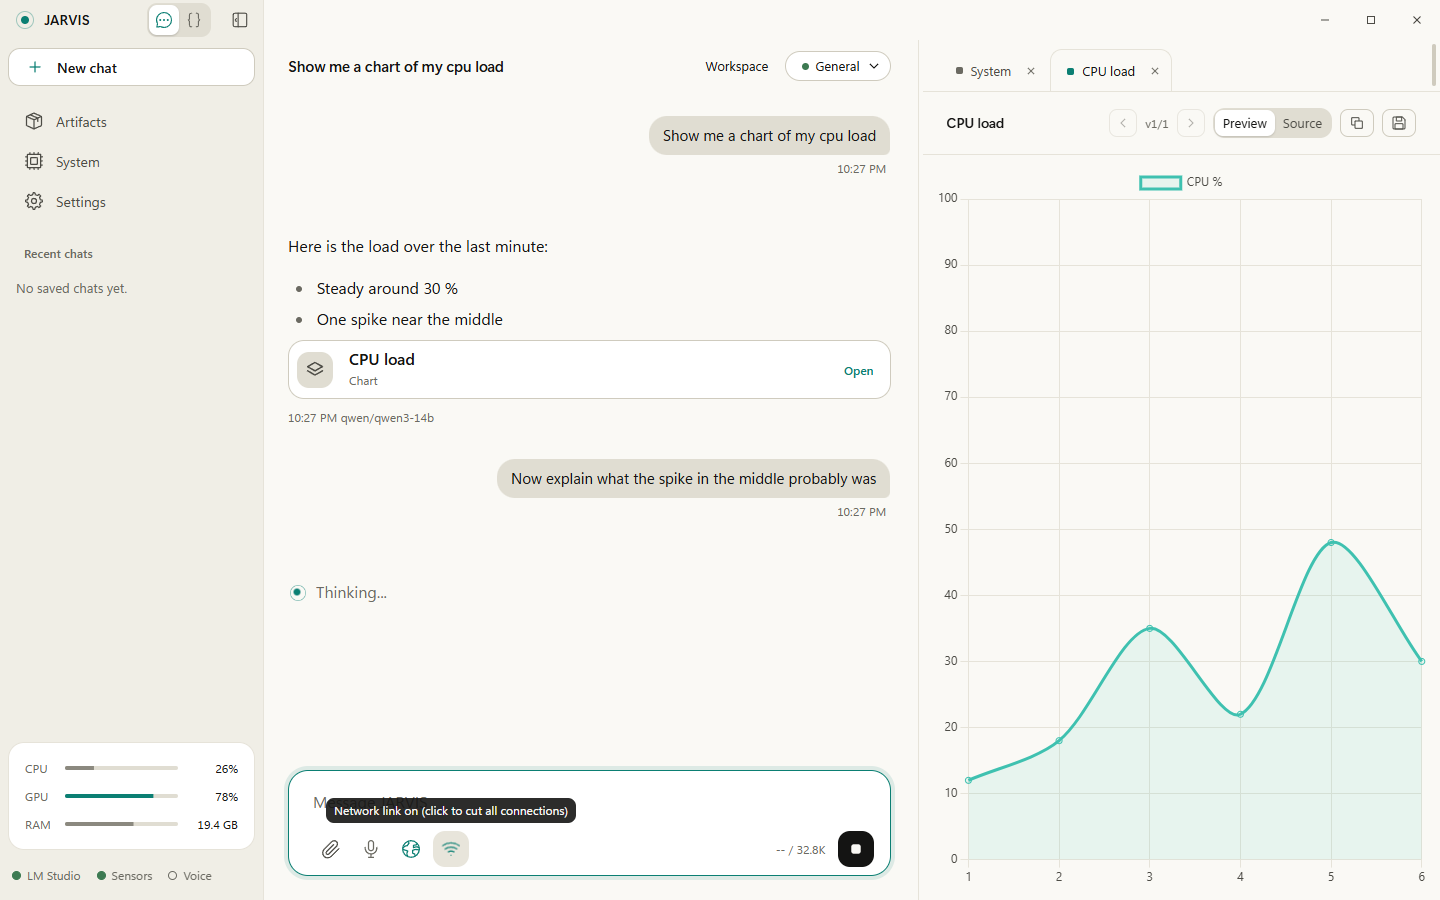 JARVIS
New chat
Artifacts
System
Settings
Recent chats
No saved chats yet.
CPU 26%
GPU 78%
RAM 19.4 GB
LM Studio Sensors Voice
Show me a chart of my cpu load
Workspace General
Show me a chart of my cpu load
10:27 PM
Here is the load over the last minute:
Steady around 30 %
One spike near the middle
CPU load
Chart
Open
10:27 PM qwen/qwen3-14b
Now explain what the spike in the middle probably was
10:27 PM
Thinking...
Network link on (click to cut all connections)
-- / 32.8K
System CPU load
CPU load
v1/1
Preview Source
CPU %
100
90
80
70
60
50
40
30
20
10
0
1 2 3 4 5 6